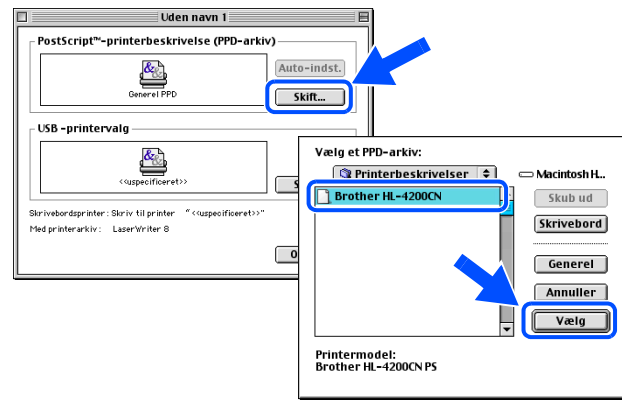 Uden navn 1
PostScript™-printerbeskrivelse (PPD-arkiv)
Generel PPD
Auto-indst.
Skift...
USB -printervalg
<<uspecificeret>>
S
Skrivebordsprinter: Skriv til printer "<<uspecificeret>>"
Med printerarkiv: LaserWriter 8
O
Vælg et PPD-arkiv:
Printerbeskrivelser
Macintosh H...
Brother HL-4200CN
Skub ud
Skrivebord
Generel
Annuller
Vælg
Printermodel:
Brother HL-4200CN PS